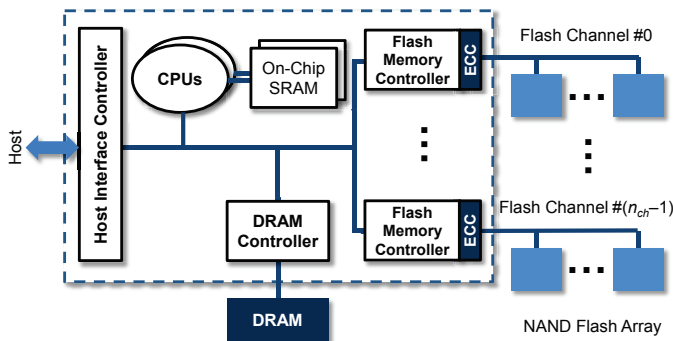 Host
Host Interface Controller
CPUs
On-Chip
SRAM
Flash
Memory
Controller
ECC
Flash Channel #0
DRAM
Controller
DRAM
Flash
Memory
Controller
ECC
Flash Channel #(n_ch–1)
NAND Flash Array